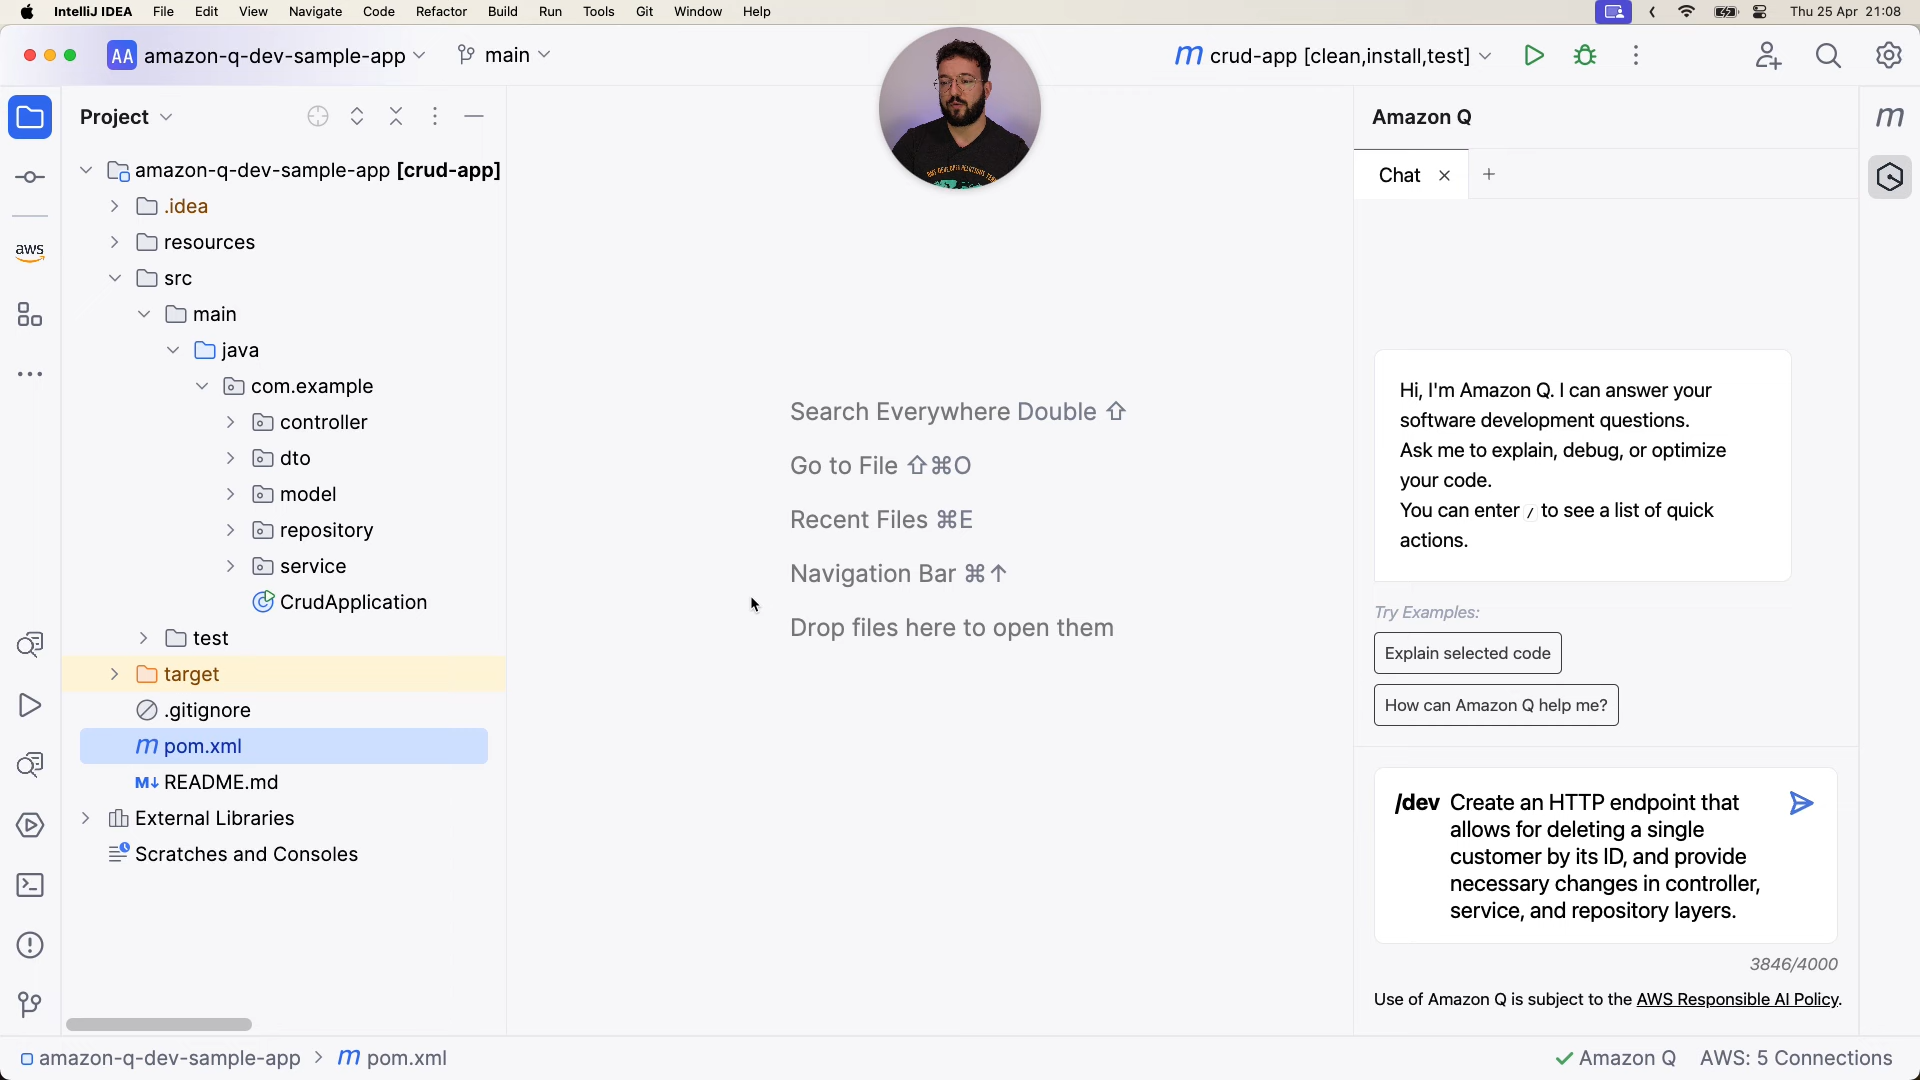 IntelliJ IDEA File Edit View Navigate Code Refactor Build Run Tools Git Window Help Thu 25 Apr 21:08
AA amazon-q-dev-sample-app main crud-app [clean,install,test]
Project
amazon-q-dev-sample-app [crud-app]
.idea
resources
src
main
java
com.example
controller
dto
model
repository
service
CrudApplication
test
target
.gitignore
pom.xml
README.md
External Libraries
Scratches and Consoles
aws
Search Everywhere Double ⇧
Go to File ⇧⌘O
Recent Files ⌘E
Navigation Bar ⌘↑
Drop files here to open them
Amazon Q
Chat
Hi, I'm Amazon Q. I can answer your
software development questions.
Ask me to explain, debug, or optimize
your code.
You can enter / to see a list of quick
actions.
Try Examples:
Explain selected code
How can Amazon Q help me?
/dev Create an HTTP endpoint that
allows for deleting a single
customer by its ID, and provide
necessary changes in controller,
service, and repository layers.
3846/4000
Use of Amazon Q is subject to the AWS Responsible AI Policy.
amazon-q-dev-sample-app > m pom.xml
Amazon Q AWS: 5 Connections